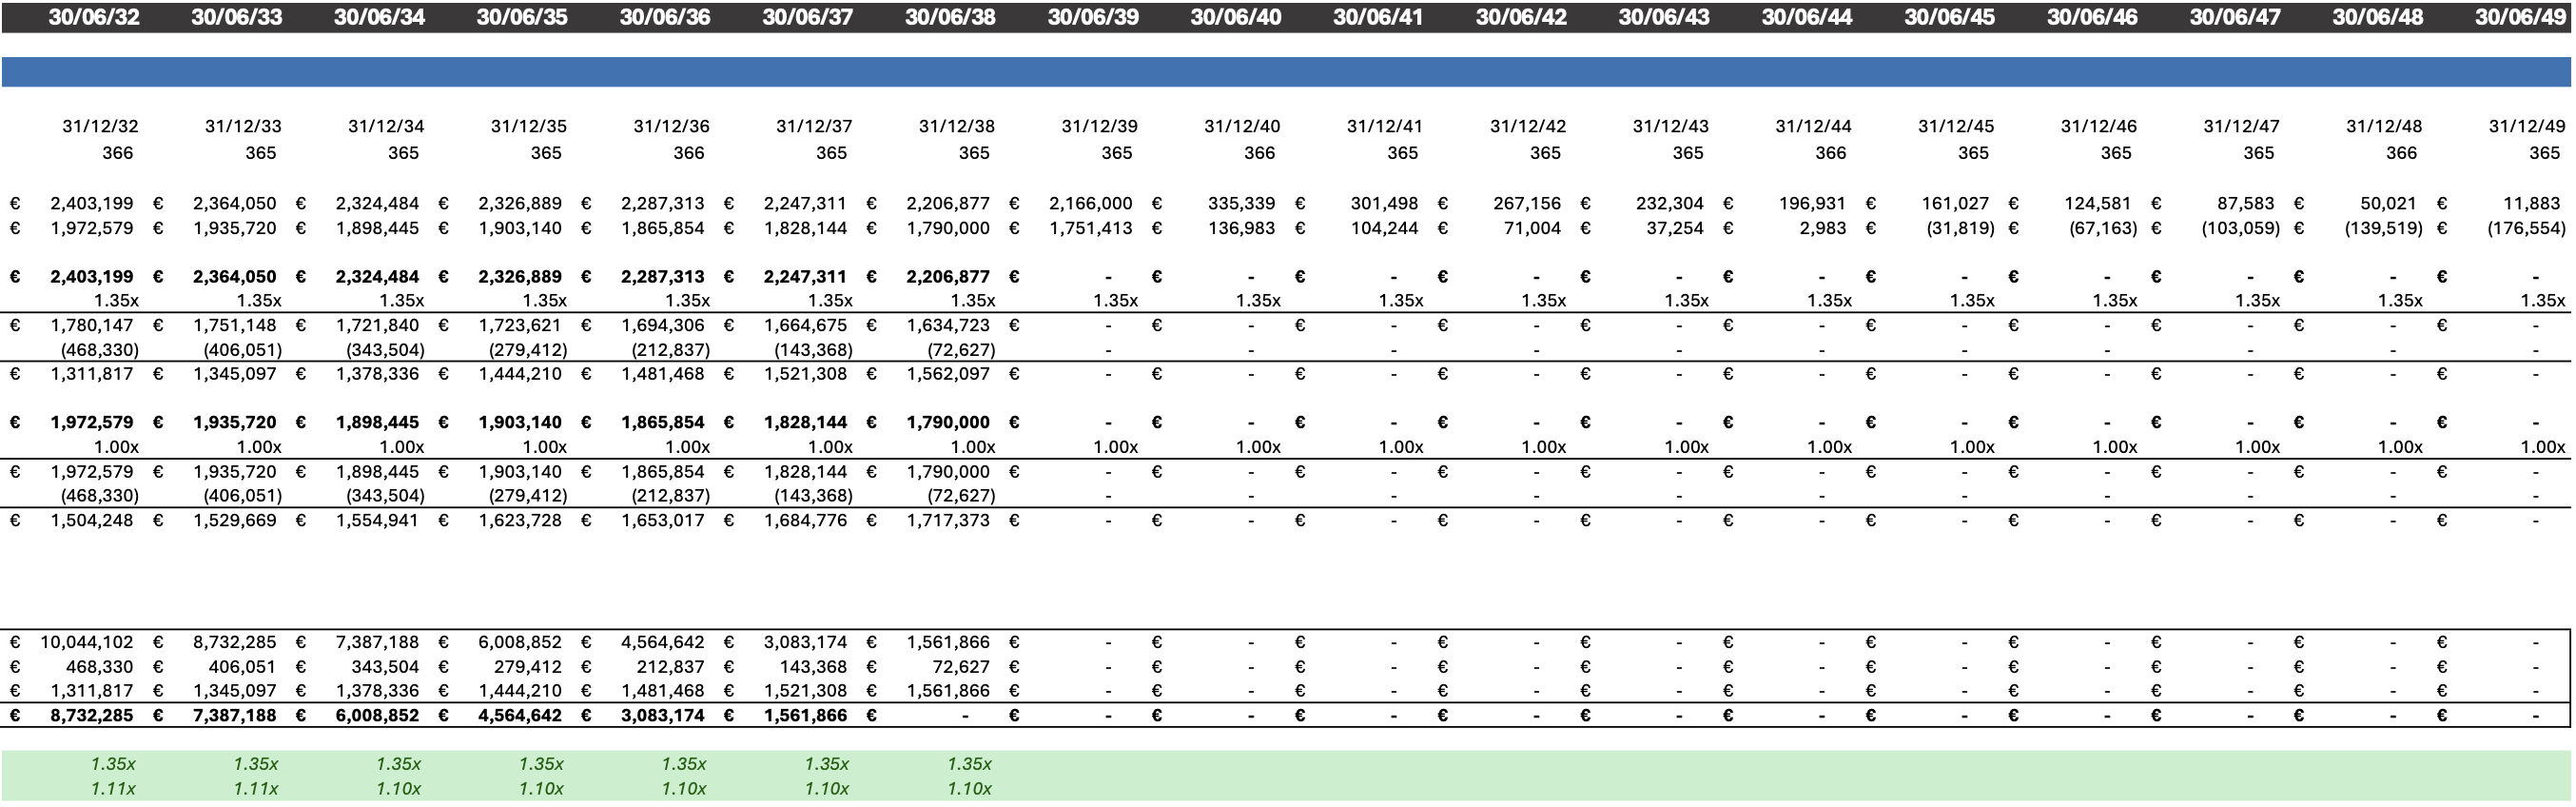 30/06/32 30/06/33 30/06/34 30/06/35 30/06/36 30/06/37 30/06/38 30/06/39 30/06/40 30/06/41 30/06/42 30/06/43 30/06/44 30/06/45 30/06/46 30/06/47 30/06/48 30/06/49
31/12/32 31/12/33 31/12/34 31/12/35 31/12/36 31/12/37 31/12/38 31/12/39 31/12/40 31/12/41 31/12/42 31/12/43 31/12/44 31/12/45 31/12/46 31/12/47 31/12/48 31/12/49
366 365 365 365 366 365 365 365 366 365 365 365 366 365 365 365 366 365
€ 2,403,199 € 2,364,050 € 2,324,484 € 2,326,889 € 2,287,313 € 2,247,311 € 2,206,877 € 2,166,000 € 335,339 € 301,498 € 267,156 € 232,304 € 196,931 € 161,027 € 124,581 € 87,583 € 50,021 € 11,883
€ 1,972,579 € 1,935,720 € 1,898,445 € 1,903,140 € 1,865,854 € 1,828,144 € 1,790,000 € 1,751,413 € 136,983 € 104,244 € 71,004 € 37,254 € 2,983 € (31,819) € (67,163) € (103,059) € (139,519) € (176,554)
€ 2,403,199 € 2,364,050 € 2,324,484 € 2,326,889 € 2,287,313 € 2,247,311 € 2,206,877 € - € - € - € - € - € - € - € - € - € - € -
1.35x 1.35x 1.35x 1.35x 1.35x 1.35x 1.35x 1.35x 1.35x 1.35x 1.35x 1.35x 1.35x 1.35x 1.35x 1.35x 1.35x 1.35x
€ 1,780,147 € 1,751,148 € 1,721,840 € 1,723,621 € 1,694,306 € 1,664,675 € 1,634,723 € - € - € - € - € - € - € - € - € - € - € -
(468,330) (406,051) (343,504) (279,412) (212,837) (143,368) (72,627) - - - - - - - - - - -
€ 1,311,817 € 1,345,097 € 1,378,336 € 1,444,210 € 1,481,468 € 1,521,308 € 1,562,097 € - € - € - € - € - € - € - € - € - € - € -
€ 1,972,579 € 1,935,720 € 1,898,445 € 1,903,140 € 1,865,854 € 1,828,144 € 1,790,000 € - € - € - € - € - € - € - € - € - € - € -
1.00x 1.00x 1.00x 1.00x 1.00x 1.00x 1.00x 1.00x 1.00x 1.00x 1.00x 1.00x 1.00x 1.00x 1.00x 1.00x 1.00x 1.00x
€ 1,972,579 € 1,935,720 € 1,898,445 € 1,903,140 € 1,865,854 € 1,828,144 € 1,790,000 € - € - € - € - € - € - € - € - € - € - € -
(468,330) (406,051) (343,504) (279,412) (212,837) (143,368) (72,627) - - - - - - - - - - -
€ 1,504,248 € 1,529,669 € 1,554,941 € 1,623,728 € 1,653,017 € 1,684,776 € 1,717,373 € - € - € - € - € - € - € - € - € - € - € -
€ 10,044,102 € 8,732,285 € 7,387,188 € 6,008,852 € 4,564,642 € 3,083,174 € 1,561,866 € - € - € - € - € - € - € - € - € - € - € -
€ 468,330 € 406,051 € 343,504 € 279,412 € 212,837 € 143,368 € 72,627 € - € - € - € - € - € - € - € - € - € - € -
€ 1,311,817 € 1,345,097 € 1,378,336 € 1,444,210 € 1,481,468 € 1,521,308 € 1,561,866 € - € - € - € - € - € - € - € - € - € - € -
€ 8,732,285 € 7,387,188 € 6,008,852 € 4,564,642 € 3,083,174 € 1,561,866 € - € - € - € - € - € - € - € - € - € - € - € -
1.35x 1.35x 1.35x 1.35x 1.35x 1.35x 1.35x
1.11x 1.11x 1.10x 1.10x 1.10x 1.10x 1.10x